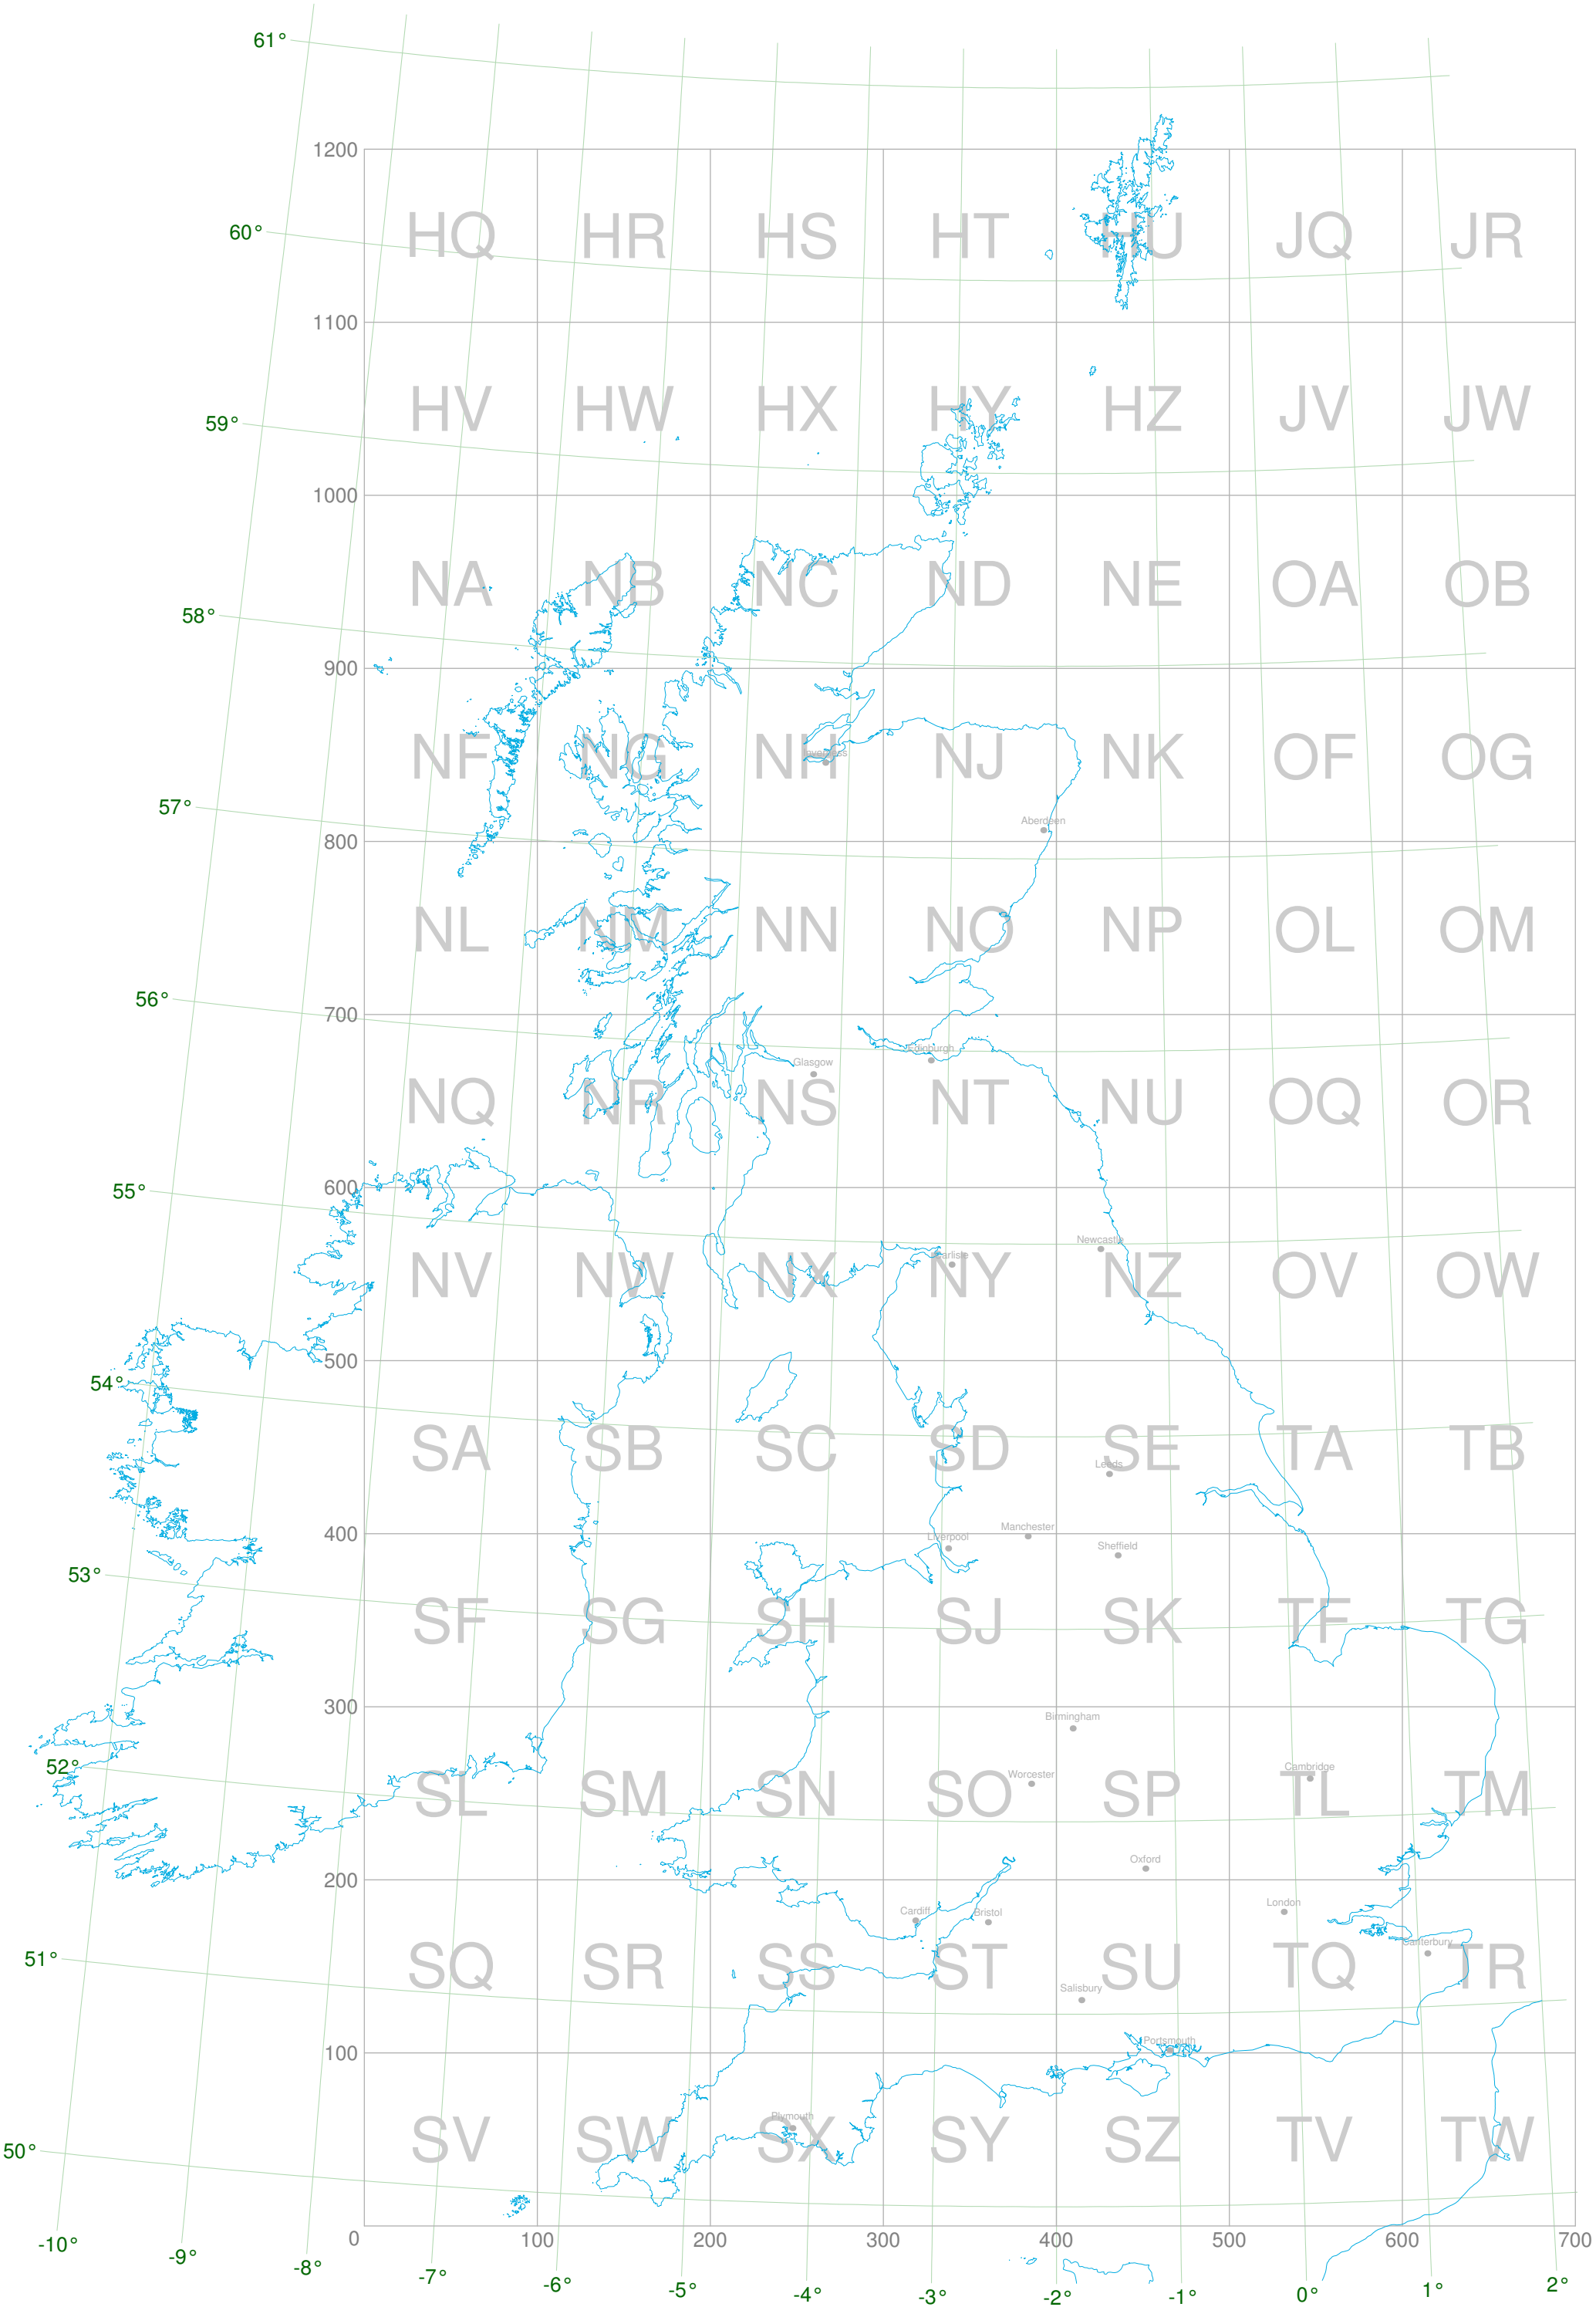 61°
1200
60°
HQ HR HS HT HU JQ JR
1100
59°
HV HW HX HY HZ JV JW
1000
58°
NA NB NC ND NE OA OB
900
57°
NF NG NH NJ NK OF OG
Inverness
Aberdeen
800
NL NM NN NO NP OL OM
56°
700
Edinburgh
Glasgow
NQ NR NS NT NU OQ OR
55°
600
Newcastle
Carlisle
NV NW NX NY NZ OV OW
500
54°
SA SB SC SD SE TA TB
Leeds
Manchester
400
Liverpool
Sheffield
53°
SF SG SH SJ SK TF TG
300
Birmingham
52°
Cambridge
Worcester
SL SM SN SO SP TL TM
Oxford
200
London
Cardiff Bristol
Canterbury
51°
SQ SR SS ST SU TQ TR
Salisbury
Portsmouth
100
Plymouth
50°
SV SW SX SY SZ TV TW
0 100 200 300 400 500 600 700
-10° -9° -8° -7° -6° -5° -4° -3° -2° -1° 0° 1° 2°